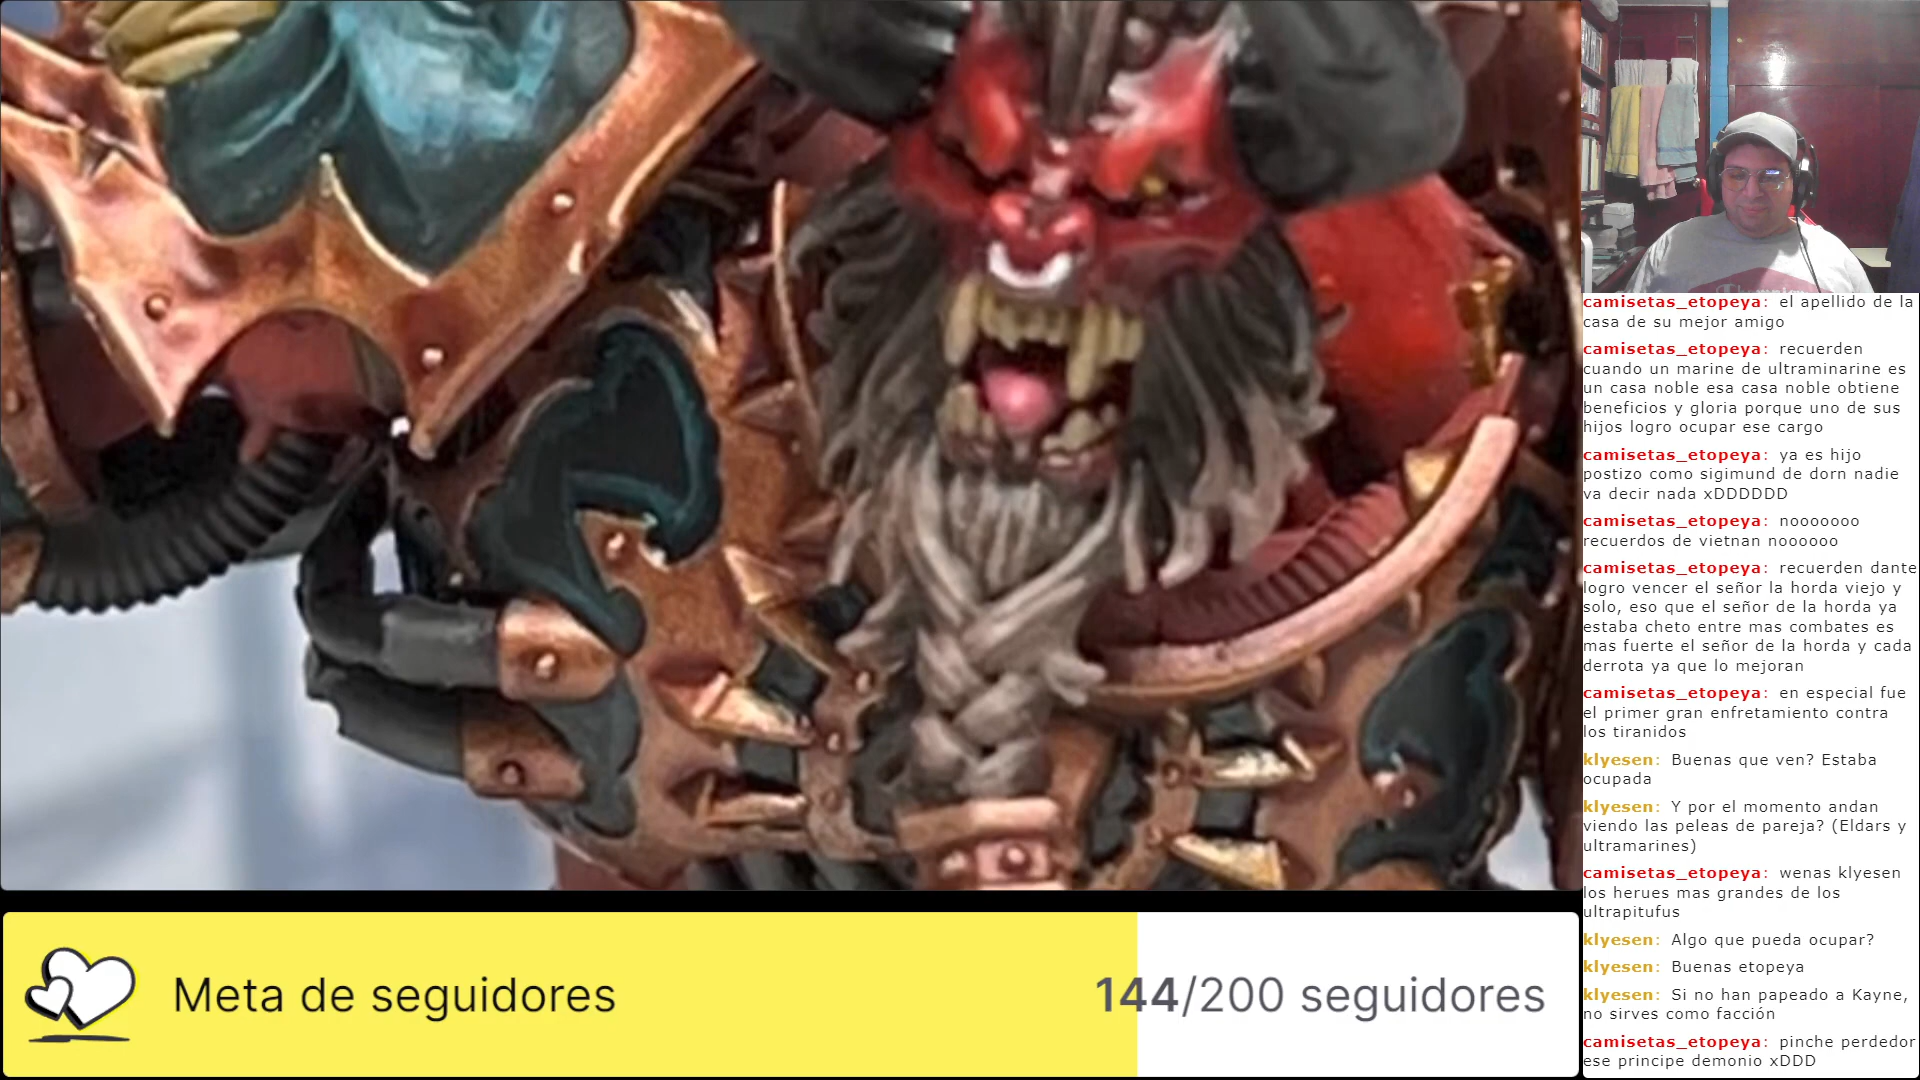 camisetas_etopeya: el apellido de la
casa de su mejor amigo
camisetas_etopeya: recuerden
cuando un marine de ultraminarine es
un casa noble esa casa noble obtiene
beneficios y gloria porque uno de sus
hijos logro ocupar ese cargo
camisetas_etopeya: ya es hijo
postizo como sigimund de dorn nadie
va decir nada xDDDDDD
camisetas_etopeya: nooooooo
recuerdos de vietnan noooooo
camisetas_etopeya: recuerden dante
logro vencer el señor la horda viejo y
solo, eso que el señor de la horda ya
estaba cheto entre mas combates es
mas fuerte el señor de la horda y cada
derrota ya que lo mejoran
camisetas_etopeya: en especial fue
el primer gran enfretamiento contra
los tiranidos
klyesen: Buenas que ven? Estaba
ocupada
klyesen: Y por el momento andan
viendo las peleas de pareja? (Eldars y
ultramarines)
camisetas_etopeya: wenas klyesen
los herues mas grandes de los
ultrapitufus
klyesen: Algo que pueda ocupar?
klyesen: Buenas etopeya
klyesen: Si no han papeado a Kayne,
no sirves como facción
camisetas_etopeya: pinche perdedor
ese principe demonio xDDD
Meta de seguidores 144/200 seguidores